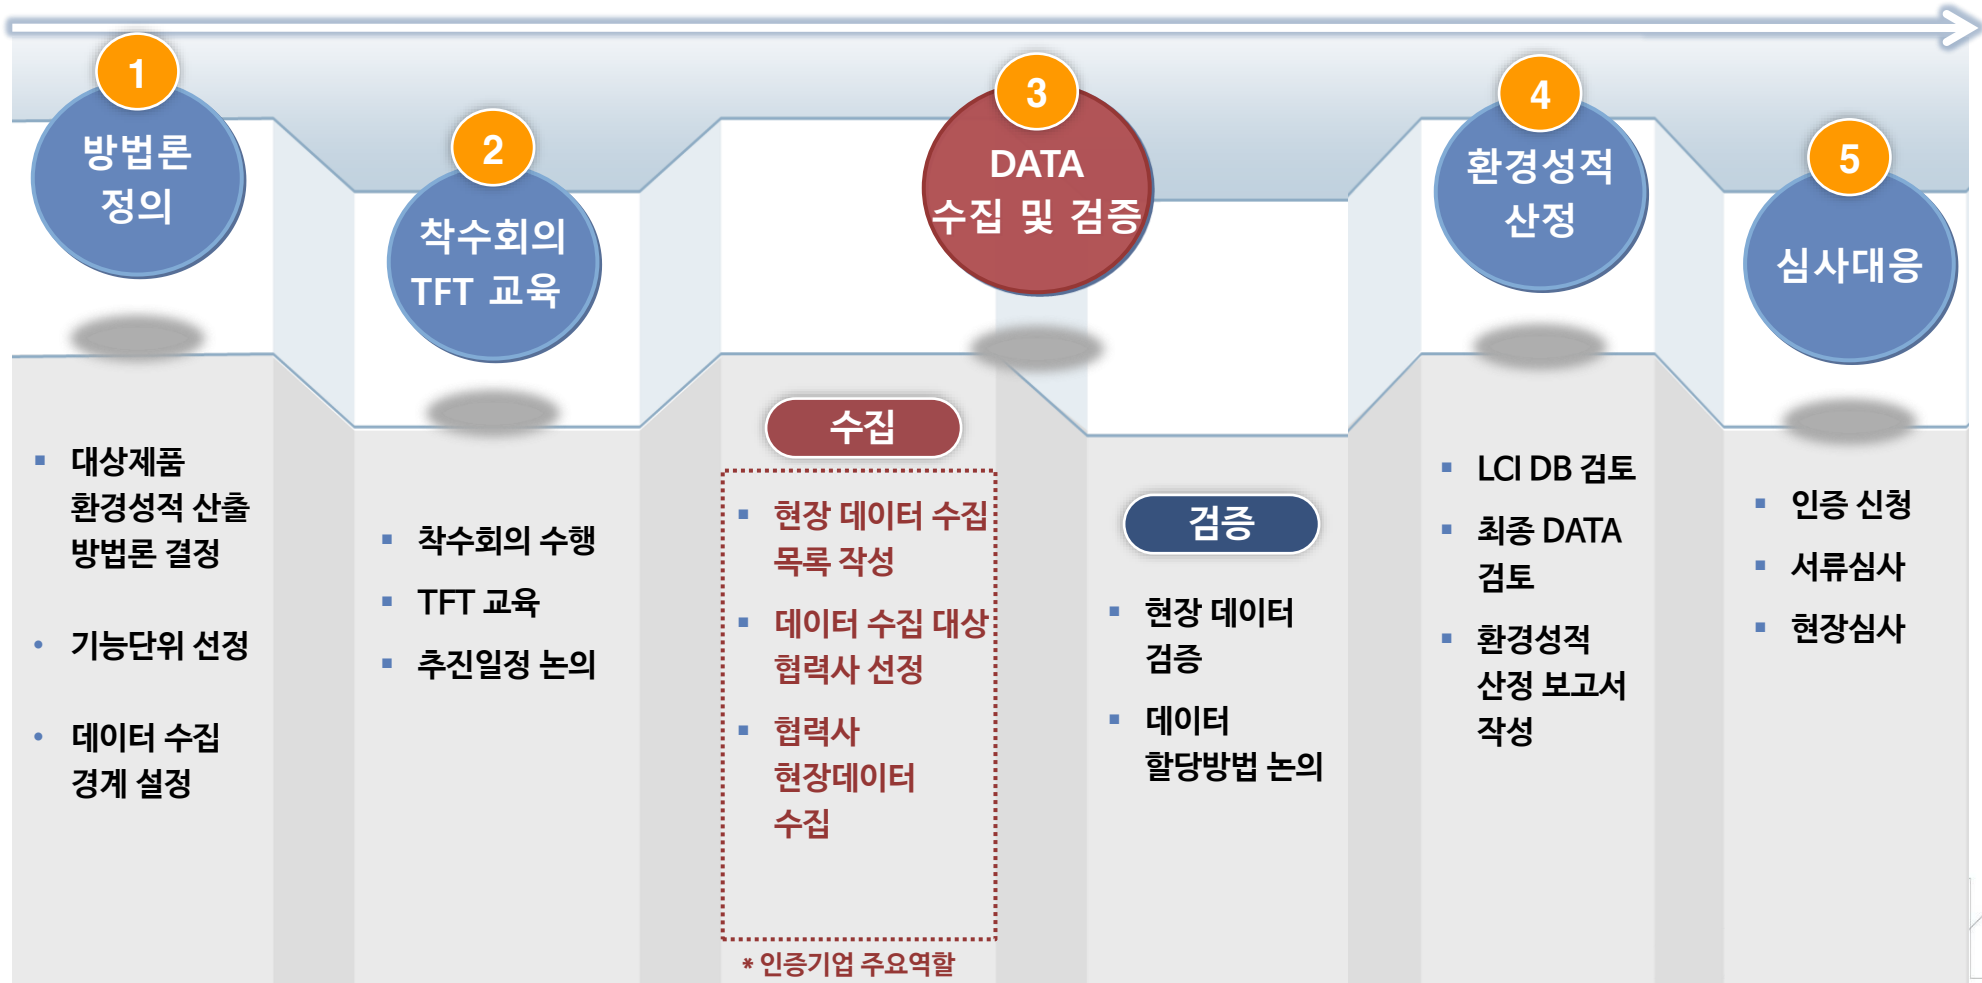 1
방법론
정의
대상제품
환경성적 산출
방법론 결정
기능단위 선정
데이터 수집
경계 설정
2
착수회의
TFT 교육
착수회의 수행
TFT 교육
추진일정 논의
3
DATA
수집 및 검증
수집
현장 데이터 수집
목록 작성
데이터 수집 대상
협력사 선정
협력사
현장데이터
수집
* 인증기업 주요역할
검증
현장 데이터
검증
데이터
할당방법 논의
4
환경성적
산정
LCI DB 검토
최종 DATA
검토
환경성적
산정 보고서
작성
5
심사대응
인증 신청
서류심사
현장심사